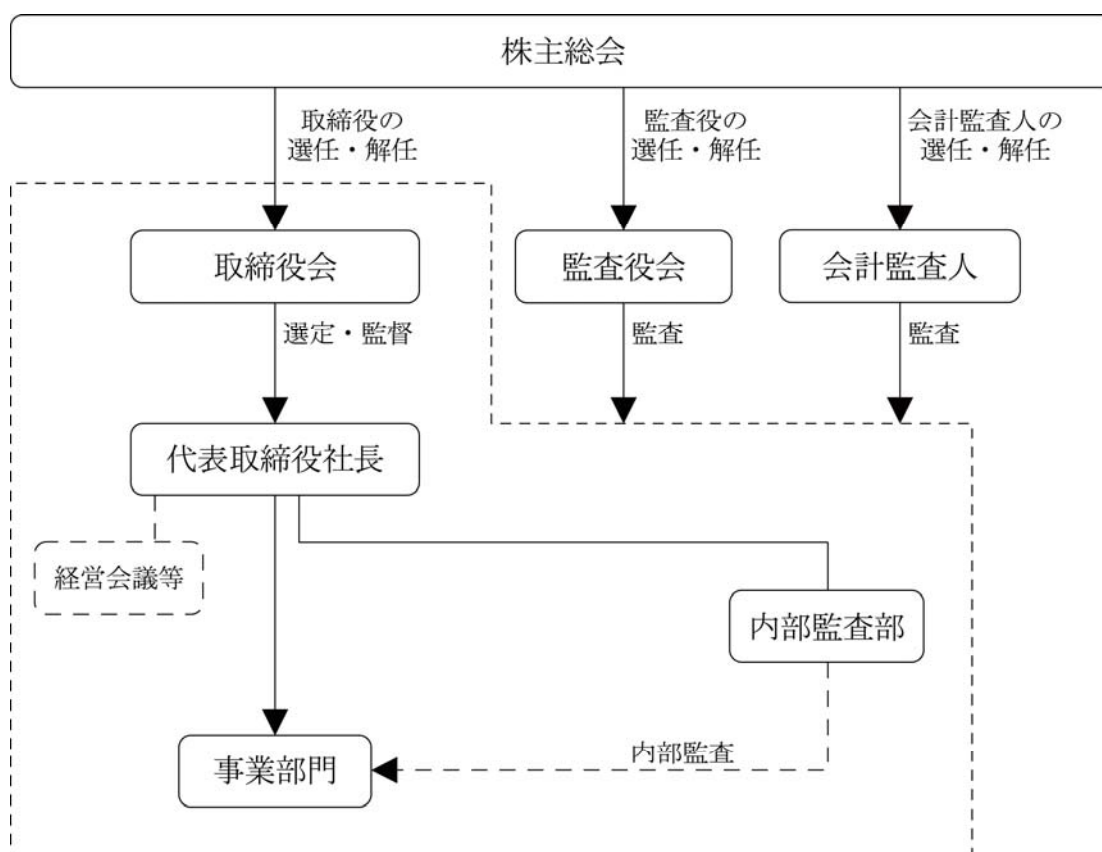 株主総会
取締役の
選任・解任
監査役の
選任・解任
会計監査人の
選任・解任
取締役会
監査役会
会計監査人
選定・監督
監査
監査
代表取締役社長
経営会議等
内部監査部
内部監査
事業部門